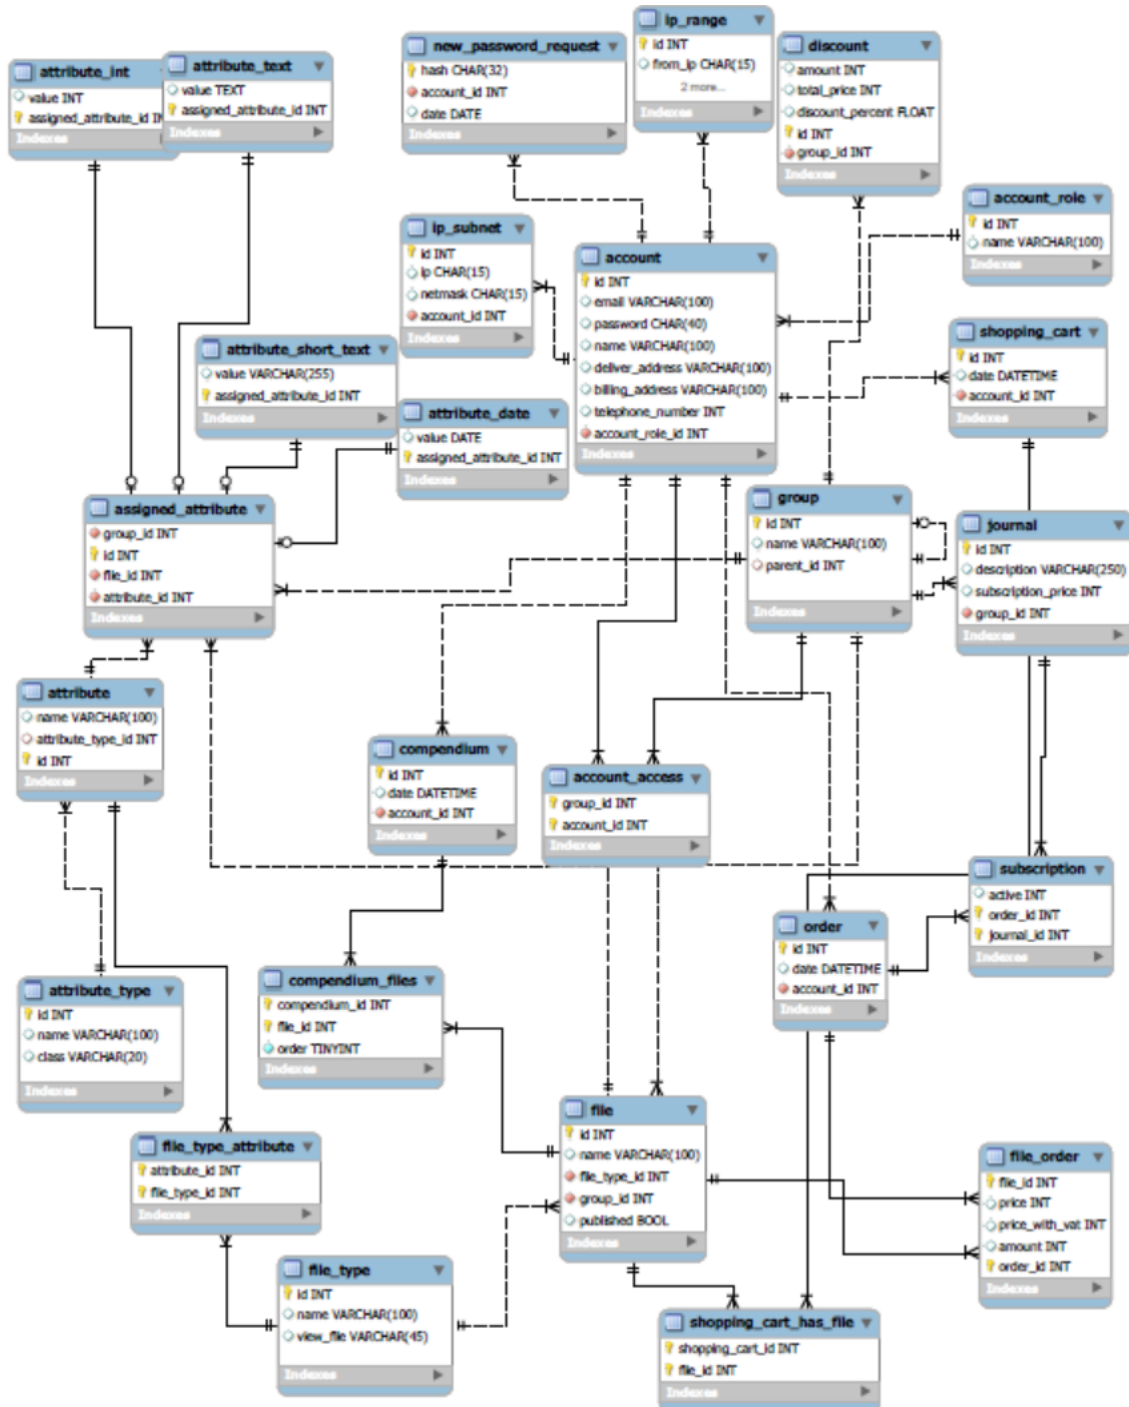 attribute_int
value INT
assigned_attribute_id IN
Indexes
attribute_text
value TEXT
assigned_attribute_id INT
Indexes
new_password_request
hash CHAR(32)
account_id INT
date DATE
Indexes
ip_range
id INT
from_ip CHAR(15)
2 more...
Indexes
discount
amount INT
total_price INT
discount_percent FLOAT
id INT
group_id INT
Indexes
account_role
id INT
name VARCHAR(100)
Indexes
ip_subnet
id INT
ip CHAR(15)
netmask CHAR(15)
account_id INT
Indexes
account
id INT
email VARCHAR(100)
password CHAR(40)
name VARCHAR(100)
deliver_address VARCHAR(100)
billing_address VARCHAR(100)
telephone_number INT
account_role_id INT
Indexes
shopping_cart
id INT
date DATETIME
account_id INT
Indexes
attribute_short_text
value VARCHAR(255)
assigned_attribute_id INT
Indexes
attribute_date
value DATE
assigned_attribute_id INT
Indexes
assigned_attribute
group_id INT
id INT
file_id INT
attribute_id INT
Indexes
group
id INT
name VARCHAR(100)
parent_id INT
Indexes
journal
id INT
description VARCHAR(250)
subscription_price INT
group_id INT
Indexes
attribute
name VARCHAR(100)
attribute_type_id INT
id INT
Indexes
compendium
id INT
date DATETIME
account_id INT
Indexes
account_access
group_id INT
account_id INT
Indexes
subscription
active INT
order_id INT
journal_id INT
Indexes
order
id INT
date DATETIME
account_id INT
Indexes
attribute_type
id INT
name VARCHAR(100)
class VARCHAR(20)
Indexes
compendium_files
compendium_id INT
file_id INT
order TINYINT
Indexes
file
id INT
name VARCHAR(100)
file_type_id INT
group_id INT
published BOOL
Indexes
file_type_attribute
attribute_id INT
file_type_id INT
Indexes
file_order
file_id INT
price INT
price_with_vat INT
amount INT
order_id INT
Indexes
file_type
id INT
name VARCHAR(100)
view_file VARCHAR(45)
Indexes
shopping_cart_has_file
shopping_cart_id INT
file_id INT
Indexes